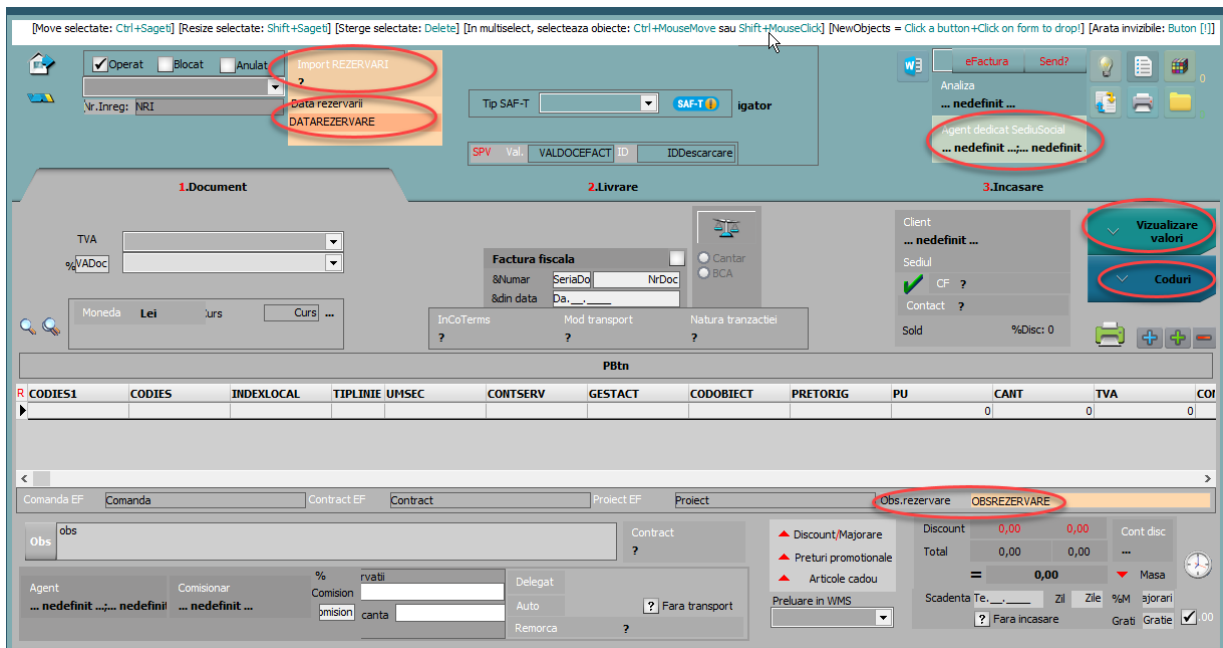 [Move selectate: Ctrl+Sageti] [Resize selectate: Shift+Sageti] [Sterge selectate: Delete] [In multiselect, selecteaza obiecte: Ctrl+MouseMove sau Shift+MouseClick] [NewObjects = Click a button+Click on form to drop!] [Arata invizibile: Buton [!]]
Operat Blocat Anulat
Nr.Inreg: NRI
Import REZERVARI
?
Data rezervarii
DATAREZERVARE
Tip SAF-T SAF-T igator
SPV Val. VALDOCEFACT ID IDDescarcare
eFactura Send?
Analiza
... nedefinit ...
Agent dedicat SediuSocial
... nedefinit ...;... nedefinit
0
1.Document 2.Livrare 3.Incasare
TVA
% VADoc
Moneda Lei Curs ...
Factura fiscala
&Numar SeriaDo NrDoc
&din data Da.__.____
Cantar
BCA
InCoTerms Mod transport Natura tranzactiei
? ? ?
Client
... nedefinit ...
Sediul
CF ?
Contact ?
Sold %Disc: 0
Vizualizare
valori
Coduri
PBtn
R CODIES1 CODIES INDEXLOCAL TIPLINIE UMSEC CONTSERV GESTACT CODOBIECT PRETORIG PU CANT TVA
0 0 0
Comanda EF Comanda Contract EF Contract Proiect EF Proiect Obs.rezervare OBSREZERVARE
Obs obs
Contract
?
Agent
... nedefinit ...;... nedefinit
Comisionar
... nedefinit ...
% rvatii
Comision
omision canta
Delegat
Auto ? Fara transport
Remorca ?
Discount/Majorare
Preturi promotionale
Articole cadou
Preluare in WMS
Discount 0,00 0,00 Cont disc
Total 0,00 0,00 ---
= 0,00 Masa
Scadenta Te.__.____ Zil Zile %M ajorari
? Fara incasare Grati Gratie .00